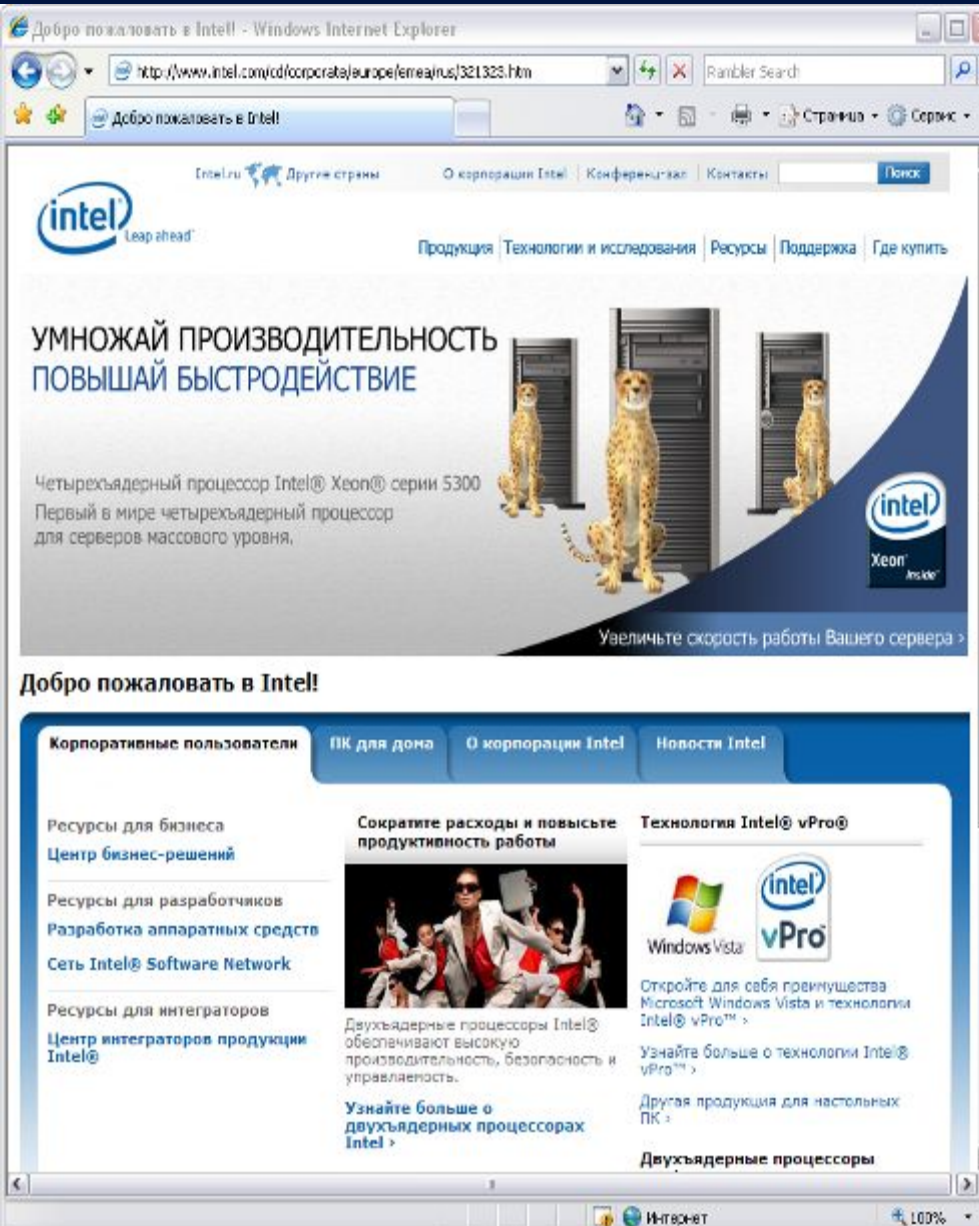 Добро пожаловать в Intel! - Windows Internet Explorer
http://www.intel.com/cd/corporate/europe/emea/rus/321323.htm
Rambler Search
Добро пожаловать в Intel!
Страница
Сервис
Intel.ru Другие страны
О корпорации Intel
Конференц-зал
Контакты
Поиск
intel
Leap ahead™
Продукция
Технологии и исследования
Ресурсы
Поддержка
Где купить
УМНОЖАЙ ПРОИЗВОДИТЕЛЬНОСТЬ
ПОВЫШАЙ БЫСТРОДЕЙСТВИЕ
Четырехъядерный процессор Intel® Xeon® серии 5300
Первый в мире четырехъядерный процессор
для серверов массового уровня.
intel
Xeon®
inside™
Увеличьте скорость работы Вашего сервера ›
Добро пожаловать в Intel!
Корпоративные пользователи
ПК для дома
О корпорации Intel
Новости Intel
Ресурсы для бизнеса
Центр бизнес-решений
Ресурсы для разработчиков
Разработка аппаратных средств
Сеть Intel® Software Network
Ресурсы для интеграторов
Центр интеграторов продукции
Intel®
Сократите расходы и повысьте
продуктивность работы
Двухъядерные процессоры Intel®
обеспечивают высокую
производительность, безопасность и
управляемость.
Узнайте больше о
двухъядерных процессорах
Intel ›
Технология Intel® vPro®
Windows Vista
intel
vPro™
Откройте для себя преимущества
Microsoft Windows Vista и технологии
Intel® vPro™ ›
Узнайте больше о технологии Intel®
vPro™ ›
Другая продукция для настольных
ПК ›
Двухъядерные процессоры
Интернет
100%